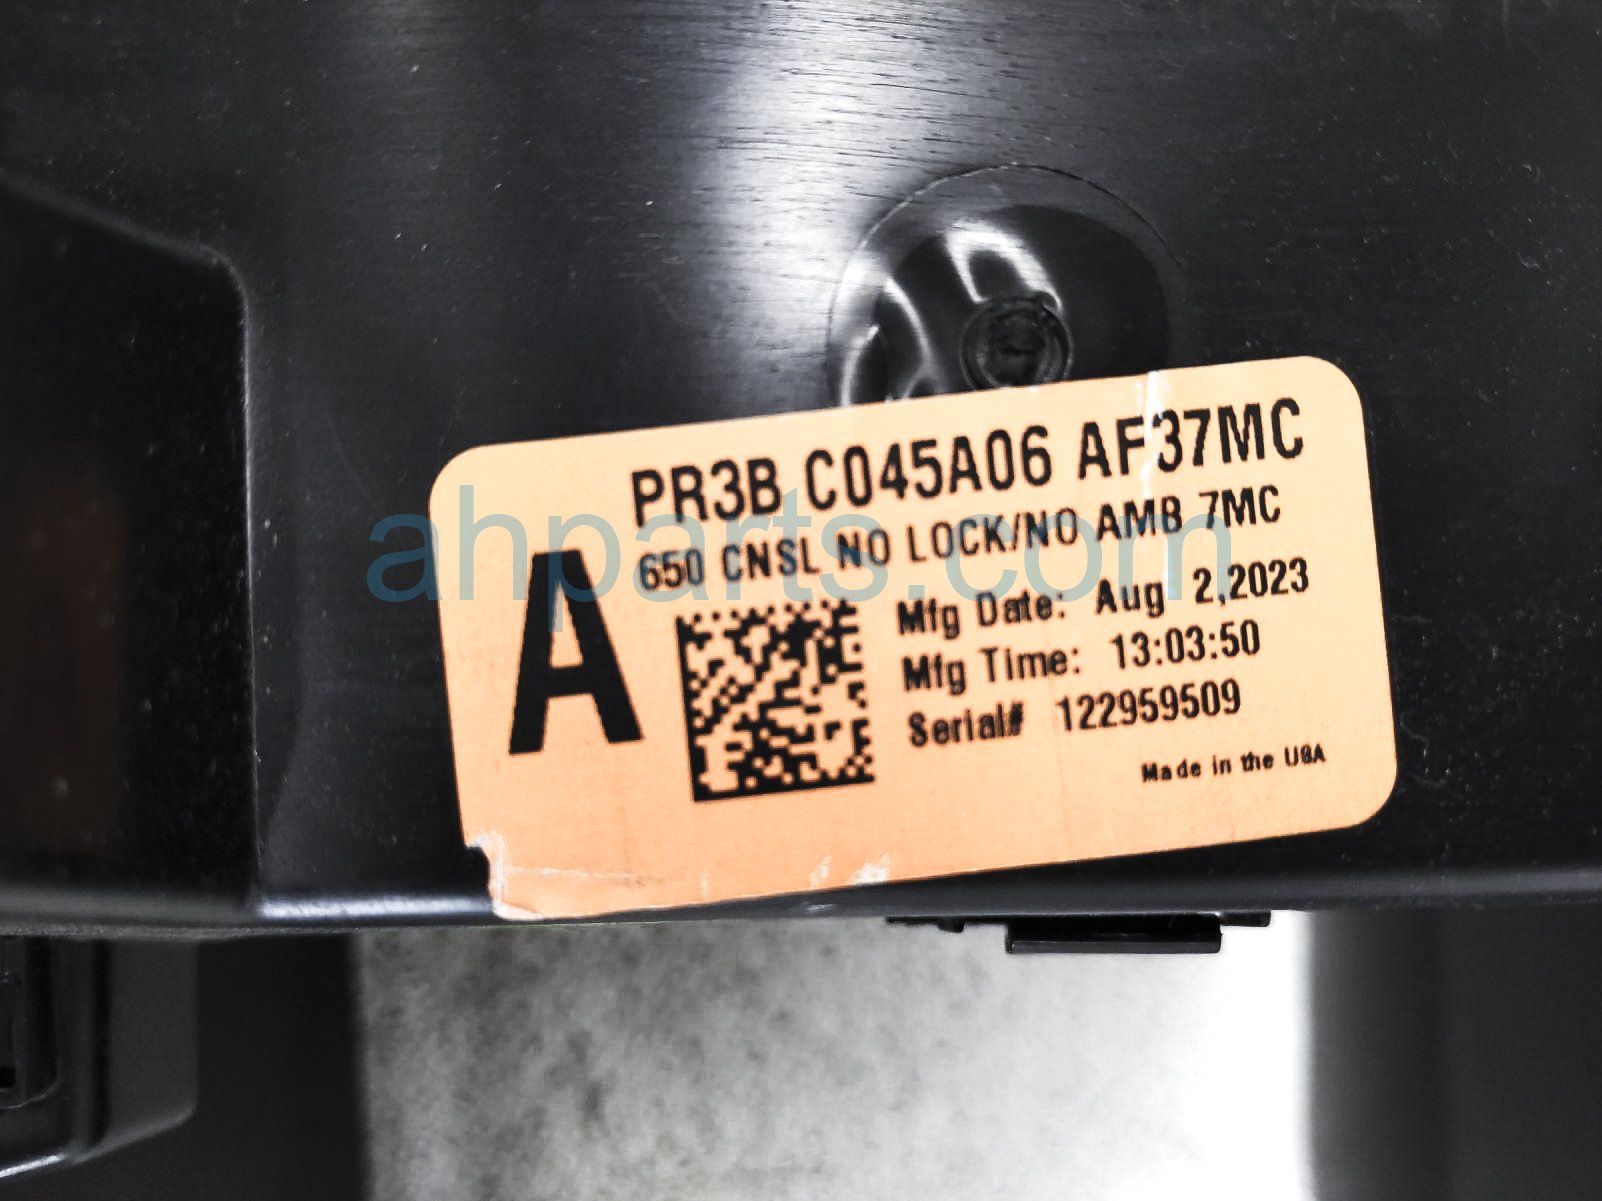 PR3B C045A06 AF37MC
650 CNSL NO LOCK/NO AMB 7MC
A
Mfg Date: Aug 2,2023
Mfg Time: 13:03:50
Serial# 122959509
Made in the USA
ahparts.com